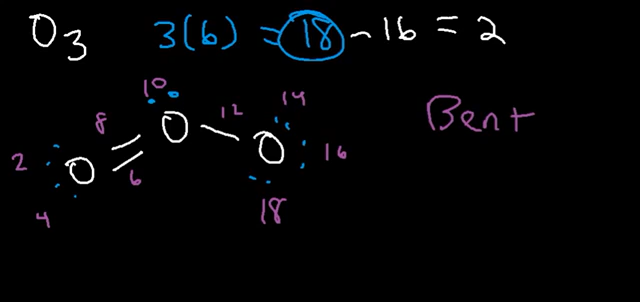 O₃ 3(6) = 18 - 16 = 2
10
8 O 12 14
2 O = O - O 16 Bent
6
4 18